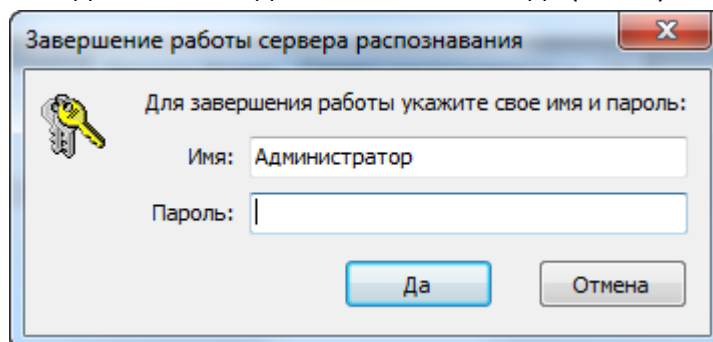 Завершение работы сервера распознавания
Для завершения работы укажите свое имя и пароль:
Имя: Администратор
Пароль:
Да Отмена